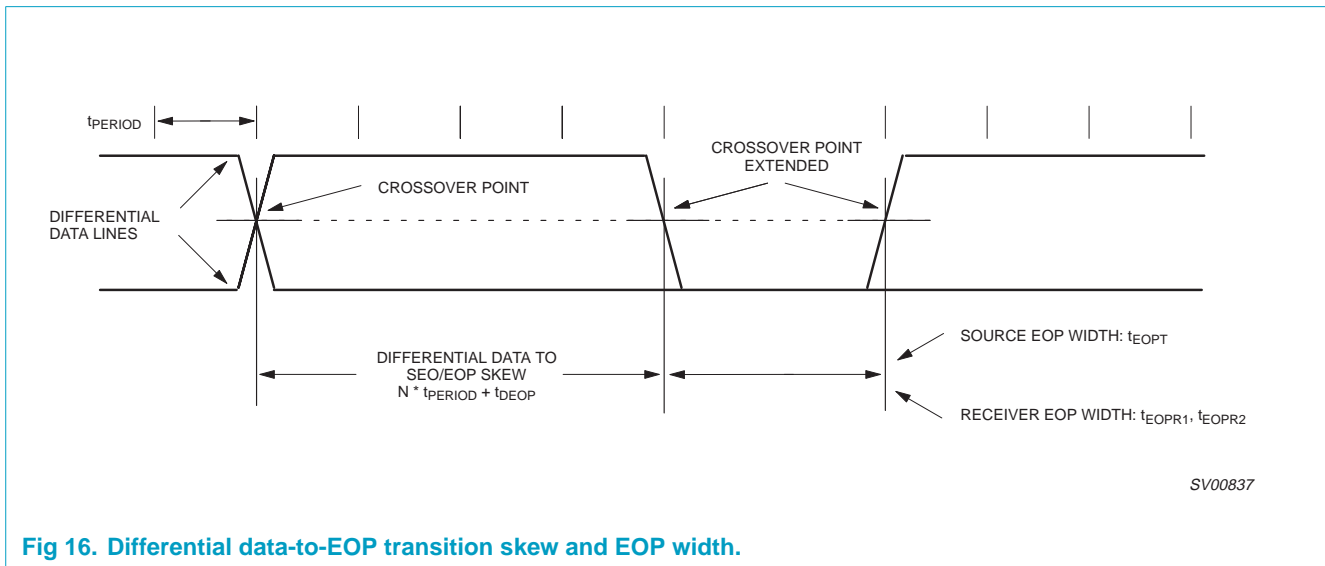 tPERIOD
CROSSOVER POINT
CROSSOVER POINT
EXTENDED
DIFFERENTIAL
DATA LINES
DIFFERENTIAL DATA TO
SEO/EOP SKEW
N * tPERIOD + tDEOP
SOURCE EOP WIDTH: tEOPT
RECEIVER EOP WIDTH: tEOPR1, tEOPR2
SV00837
Fig 16. Differential data-to-EOP transition skew and EOP width.